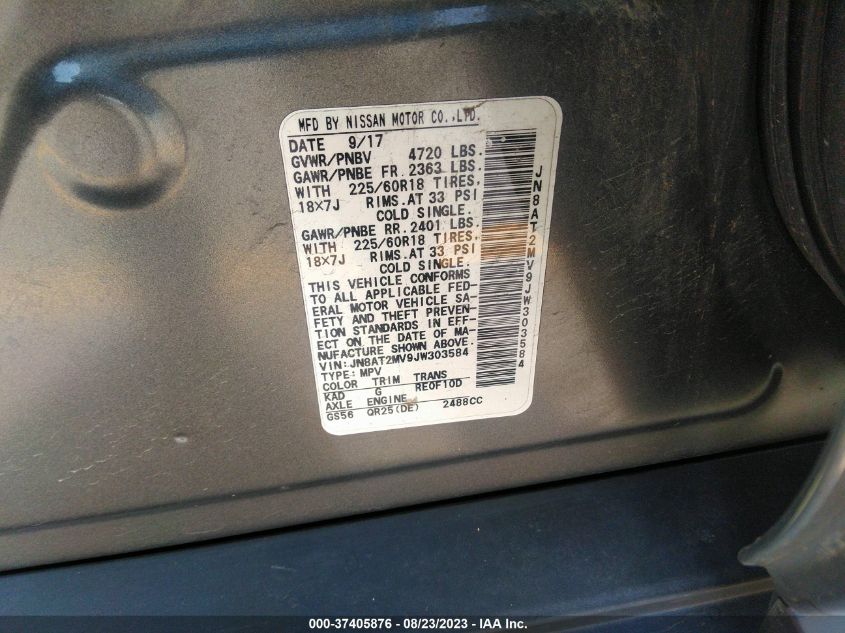 MFD BY NISSAN MOTOR CO.,LTD.
DATE 9/17
GVWR/PNBV 4720 LBS.
GAWR/PNBE FR. 2363 LBS.
WITH 225/60R18 TIRES,
18X7J RIMS.AT 33 PSI
COLD SINGLE.
GAWR/PNBE RR. 2401 LBS.
WITH 225/60R18 TIRES,
18X7J RIMS.AT 33 PSI
COLD SINGLE.
THIS VEHICLE CONFORMS
TO ALL APPLICABLE FED-
ERAL MOTOR VEHICLE SA-
FETY AND THEFT PREVEN-
TION STANDARDS IN EFF-
ECT ON THE DATE OF MA-
NUFACTURE SHOWN ABOVE.
VIN:JN8AT2MV9JW303584
TYPE:MPV
COLOR TRIM TRANS
KAD G RE0F10D
AXLE ENGINE
GS56 QR25(DE) 2488CC
JN8AT2MV9JW303584
000-37405876 - 08/23/2023 - IAA Inc.